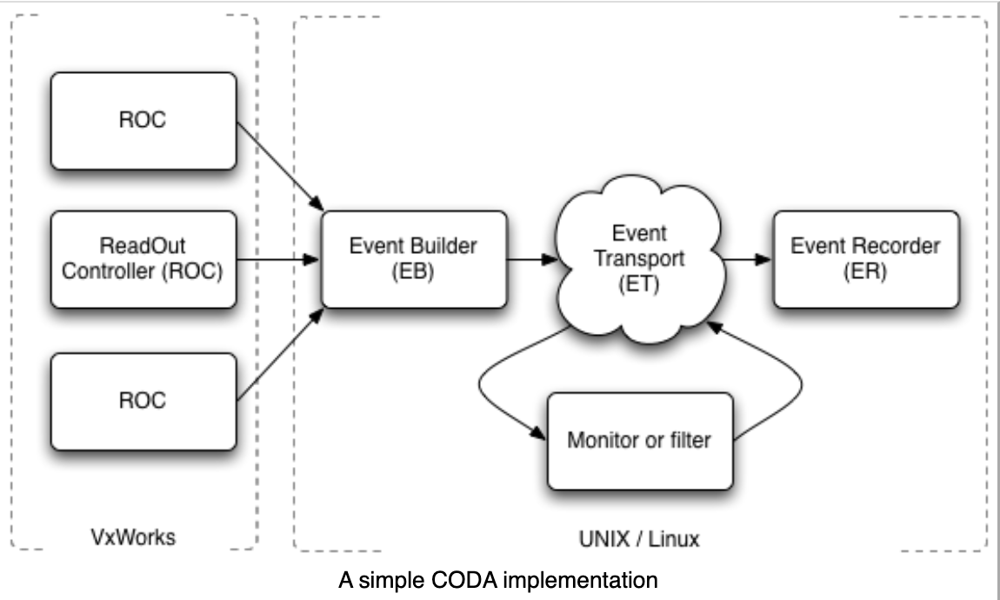 ROC
ReadOut
Controller (ROC)
ROC
VxWorks
Event Builder
(EB)
Event
Transport
(ET)
Event Recorder
(ER)
Monitor or filter
UNIX / Linux
A simple CODA implementation